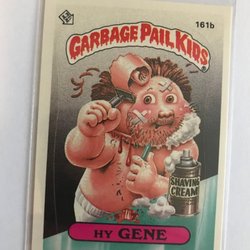 161b
GARBAGE PAIL KIDS
SHAVING
CREAM
HY GENE